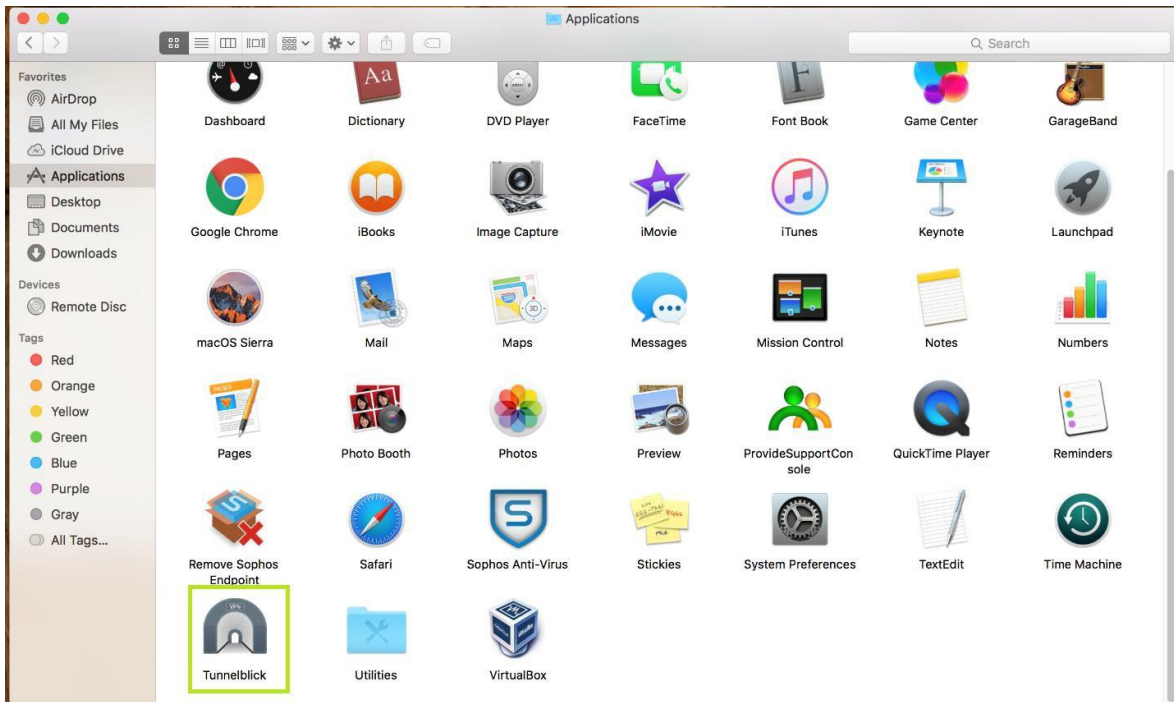 Applications
Search
Favorites
AirDrop
All My Files
iCloud Drive
Applications
Desktop
Documents
Downloads
Devices
Remote Disc
Tags
Red
Orange
Yellow
Green
Blue
Purple
Gray
All Tags...
Aa
F
Dashboard
Dictionary
DVD Player
FaceTime
Font Book
Game Center
GarageBand
Google Chrome
iBooks
Image Capture
iMovie
iTunes
Keynote
Launchpad
3D
macOS Sierra
Mail
Maps
Messages
Mission Control
Notes
Numbers
PAGES
Pages
Photo Booth
Photos
Preview
ProvideSupportCon
sole
QuickTime Player
Reminders
S
S
Remove Sophos
Endpoint
Safari
Sophos Anti-Virus
Stickies
System Preferences
TextEdit
Time Machine
VPN
Tunnelblick
Utilities
VirtualBox